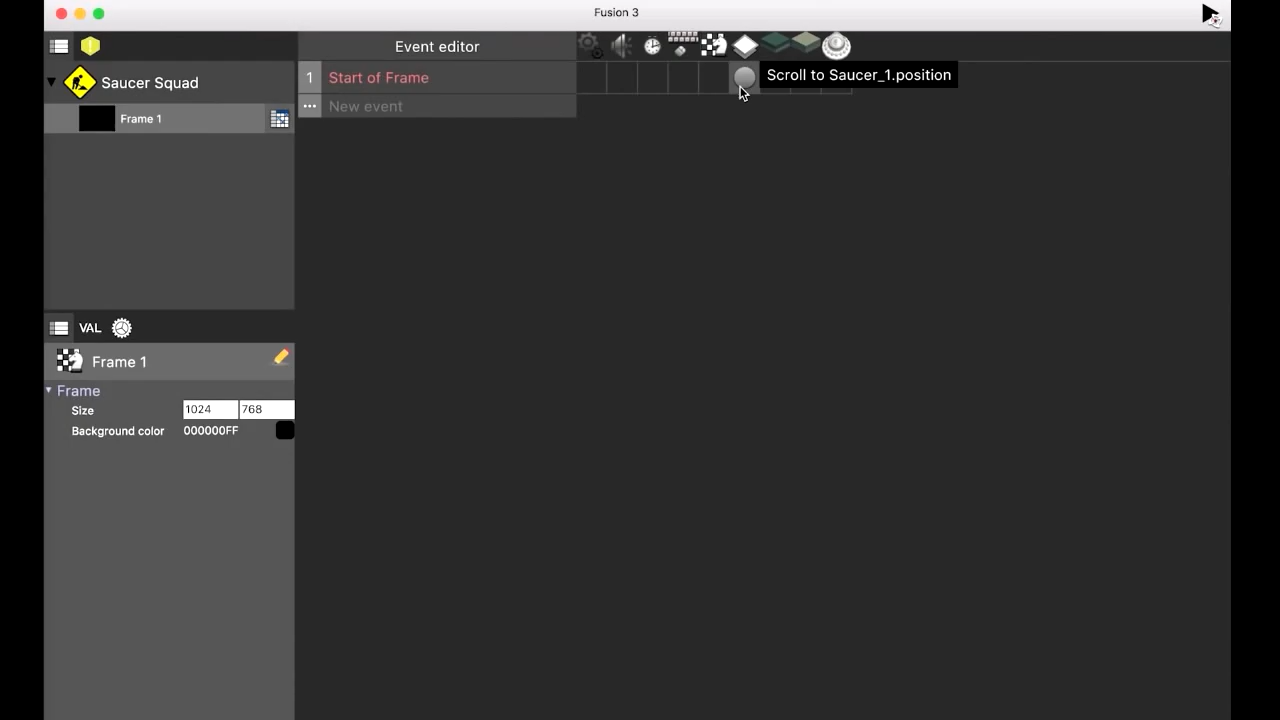 Fusion 3
Event editor
Saucer Squad
1 Start of Frame
Scroll to Saucer_1.position
New event
Frame 1
VAL
Frame 1
Frame
Size 1024 768
Background color 000000FF